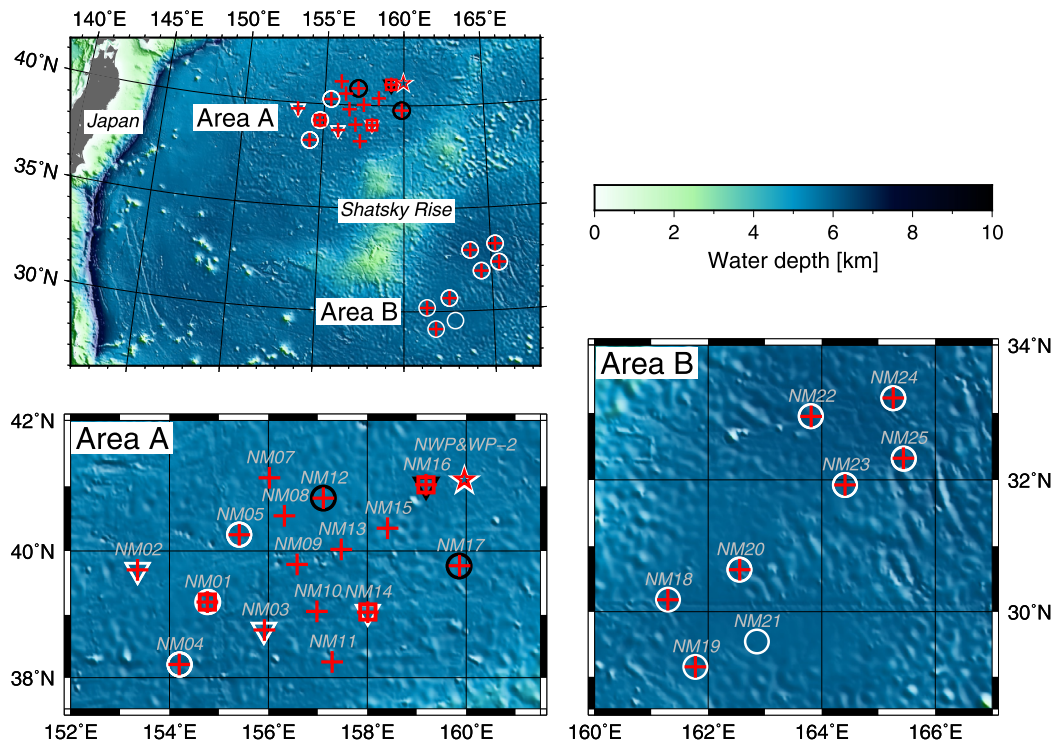 140˚E 145˚E 150˚E 155˚E 160˚E 165˚E
40˚N
Area A
Japan
35˚N
Shatsky Rise
30˚N
Area B
0 2 4 6 8 10
Water depth [km]
42˚N
Area A
NWP&WP−2
NM07
NM16
NM12
NM08
NM15
NM05
NM13
40˚N
NM02
NM09
NM17
NM01
NM10
NM14
NM03
NM04
NM11
38˚N
152˚E 154˚E 156˚E 158˚E 160˚E
34˚N
Area B
NM24
NM22
NM25
32˚N
NM23
NM20
NM18
30˚N
NM21
NM19
160˚E 162˚E 164˚E 166˚E